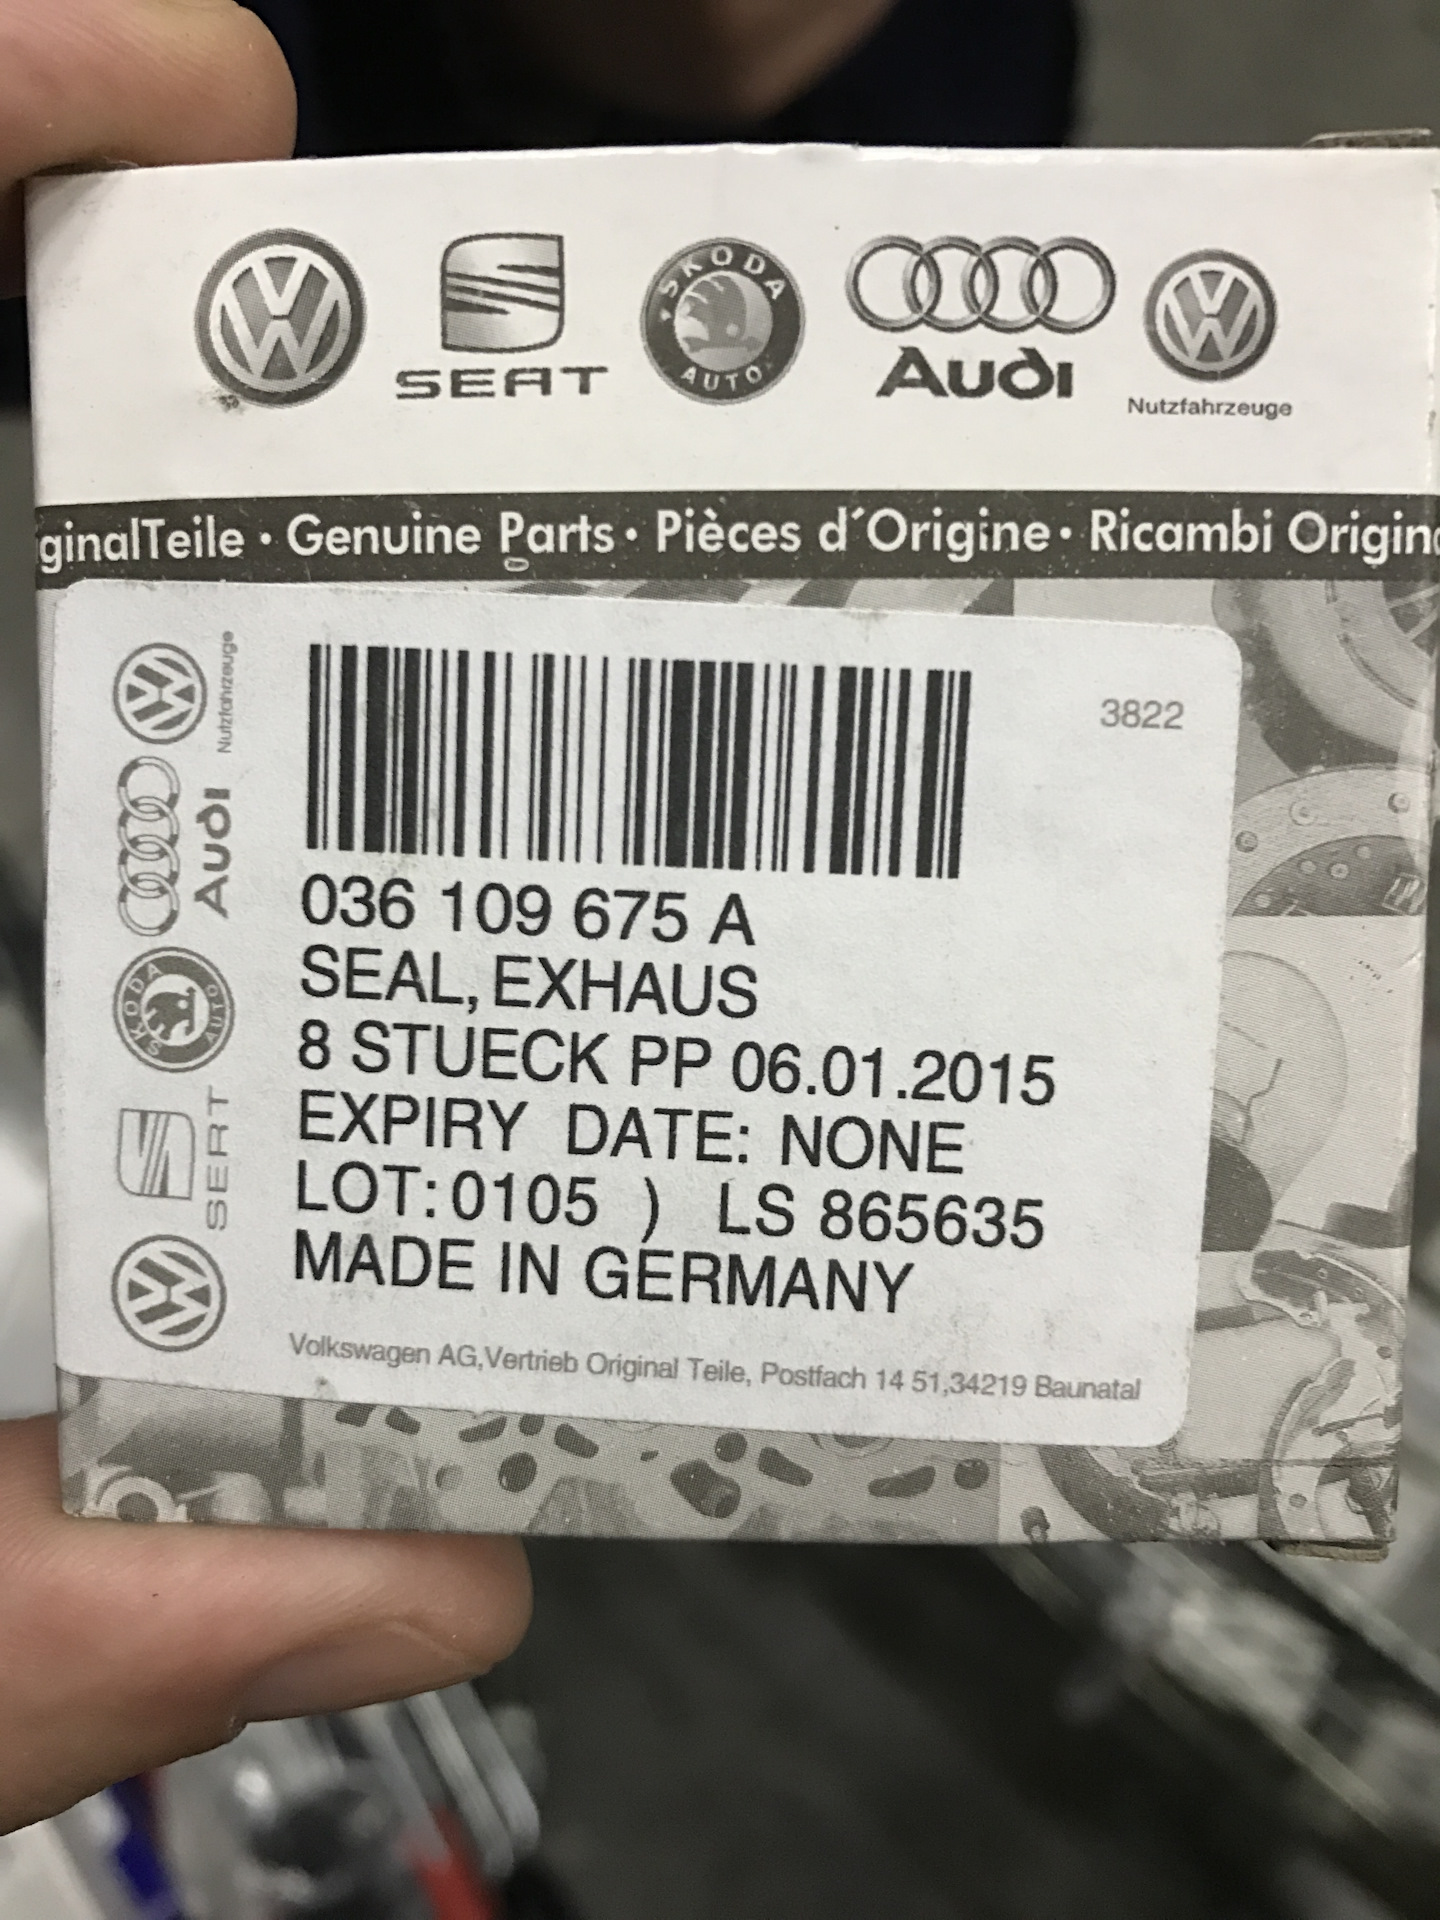 SEAT
SKODA
AUTO
Audi
Nutzfahrzeuge
ginalTeile · Genuine Parts · Pièces d´Origine · Ricambi Origin
Nutzfahrzeuge
Audi
SKODA
AUTO
SEAT
3822
036 109 675 A
SEAL, EXHAUS
8 STUECK PP 06.01.2015
EXPIRY DATE: NONE
LOT: 0105 ) LS 865635
MADE IN GERMANY
Volkswagen AG,Vertrieb Original Teile, Postfach 14 51,34219 Baunatal